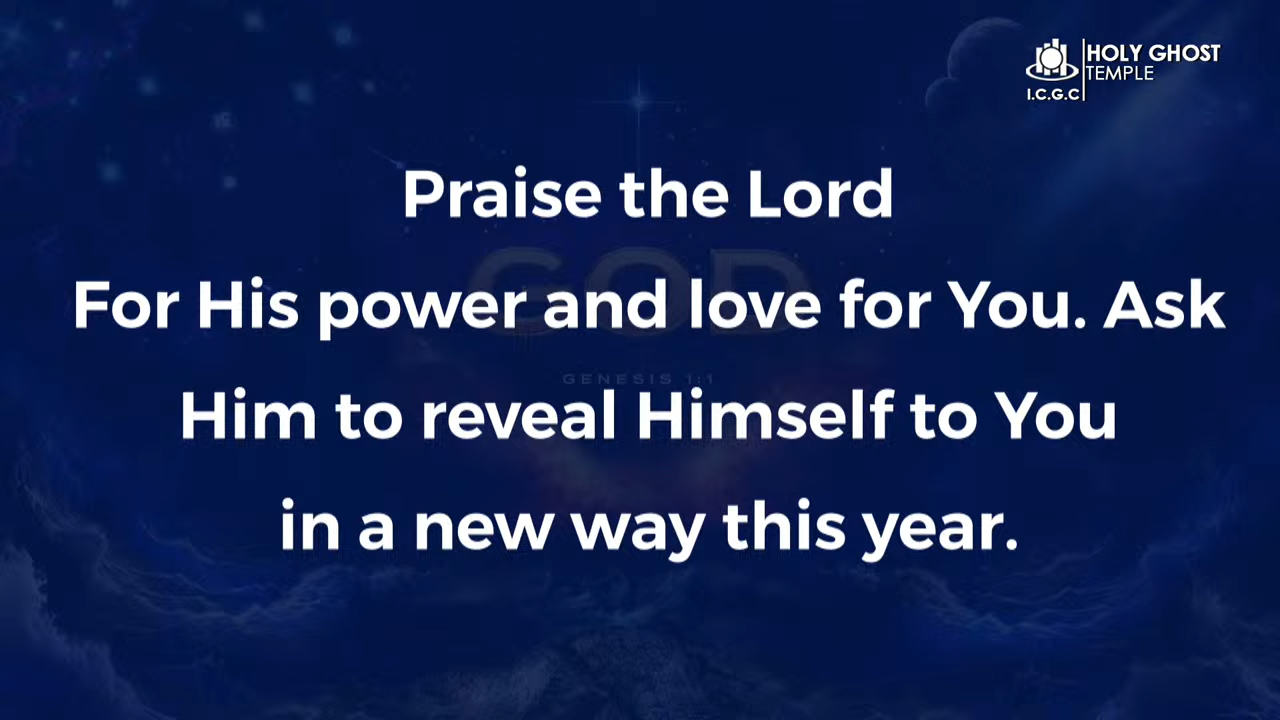 HOLY GHOST
TEMPLE
I.C.G.C
Praise the Lord
GOD
For His power and love for You. Ask
GENESIS 1:1
Him to reveal Himself to You
in a new way this year.